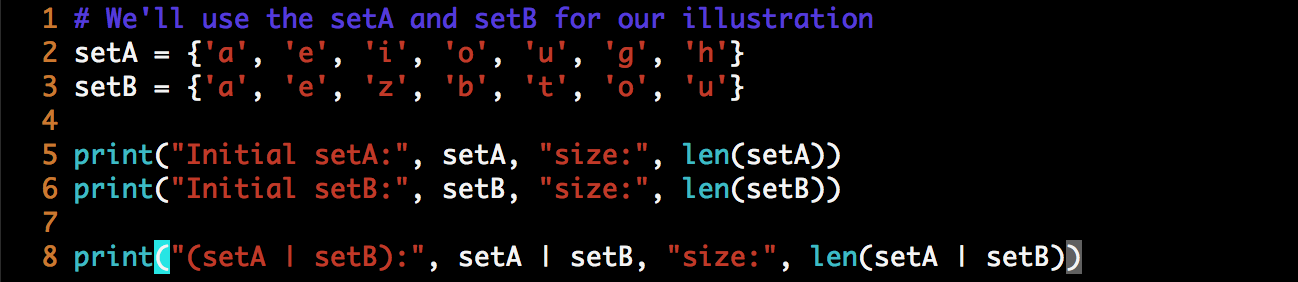 1 # We'll use the setA and setB for our illustration
2 setA = {'a', 'e', 'i', 'o', 'u', 'g', 'h'}
3 setB = {'a', 'e', 'z', 'b', 't', 'o', 'u'}
4
5 print("Initial setA:", setA, "size:", len(setA))
6 print("Initial setB:", setB, "size:", len(setB))
7
8 print("(setA | setB):", setA | setB, "size:", len(setA | setB))